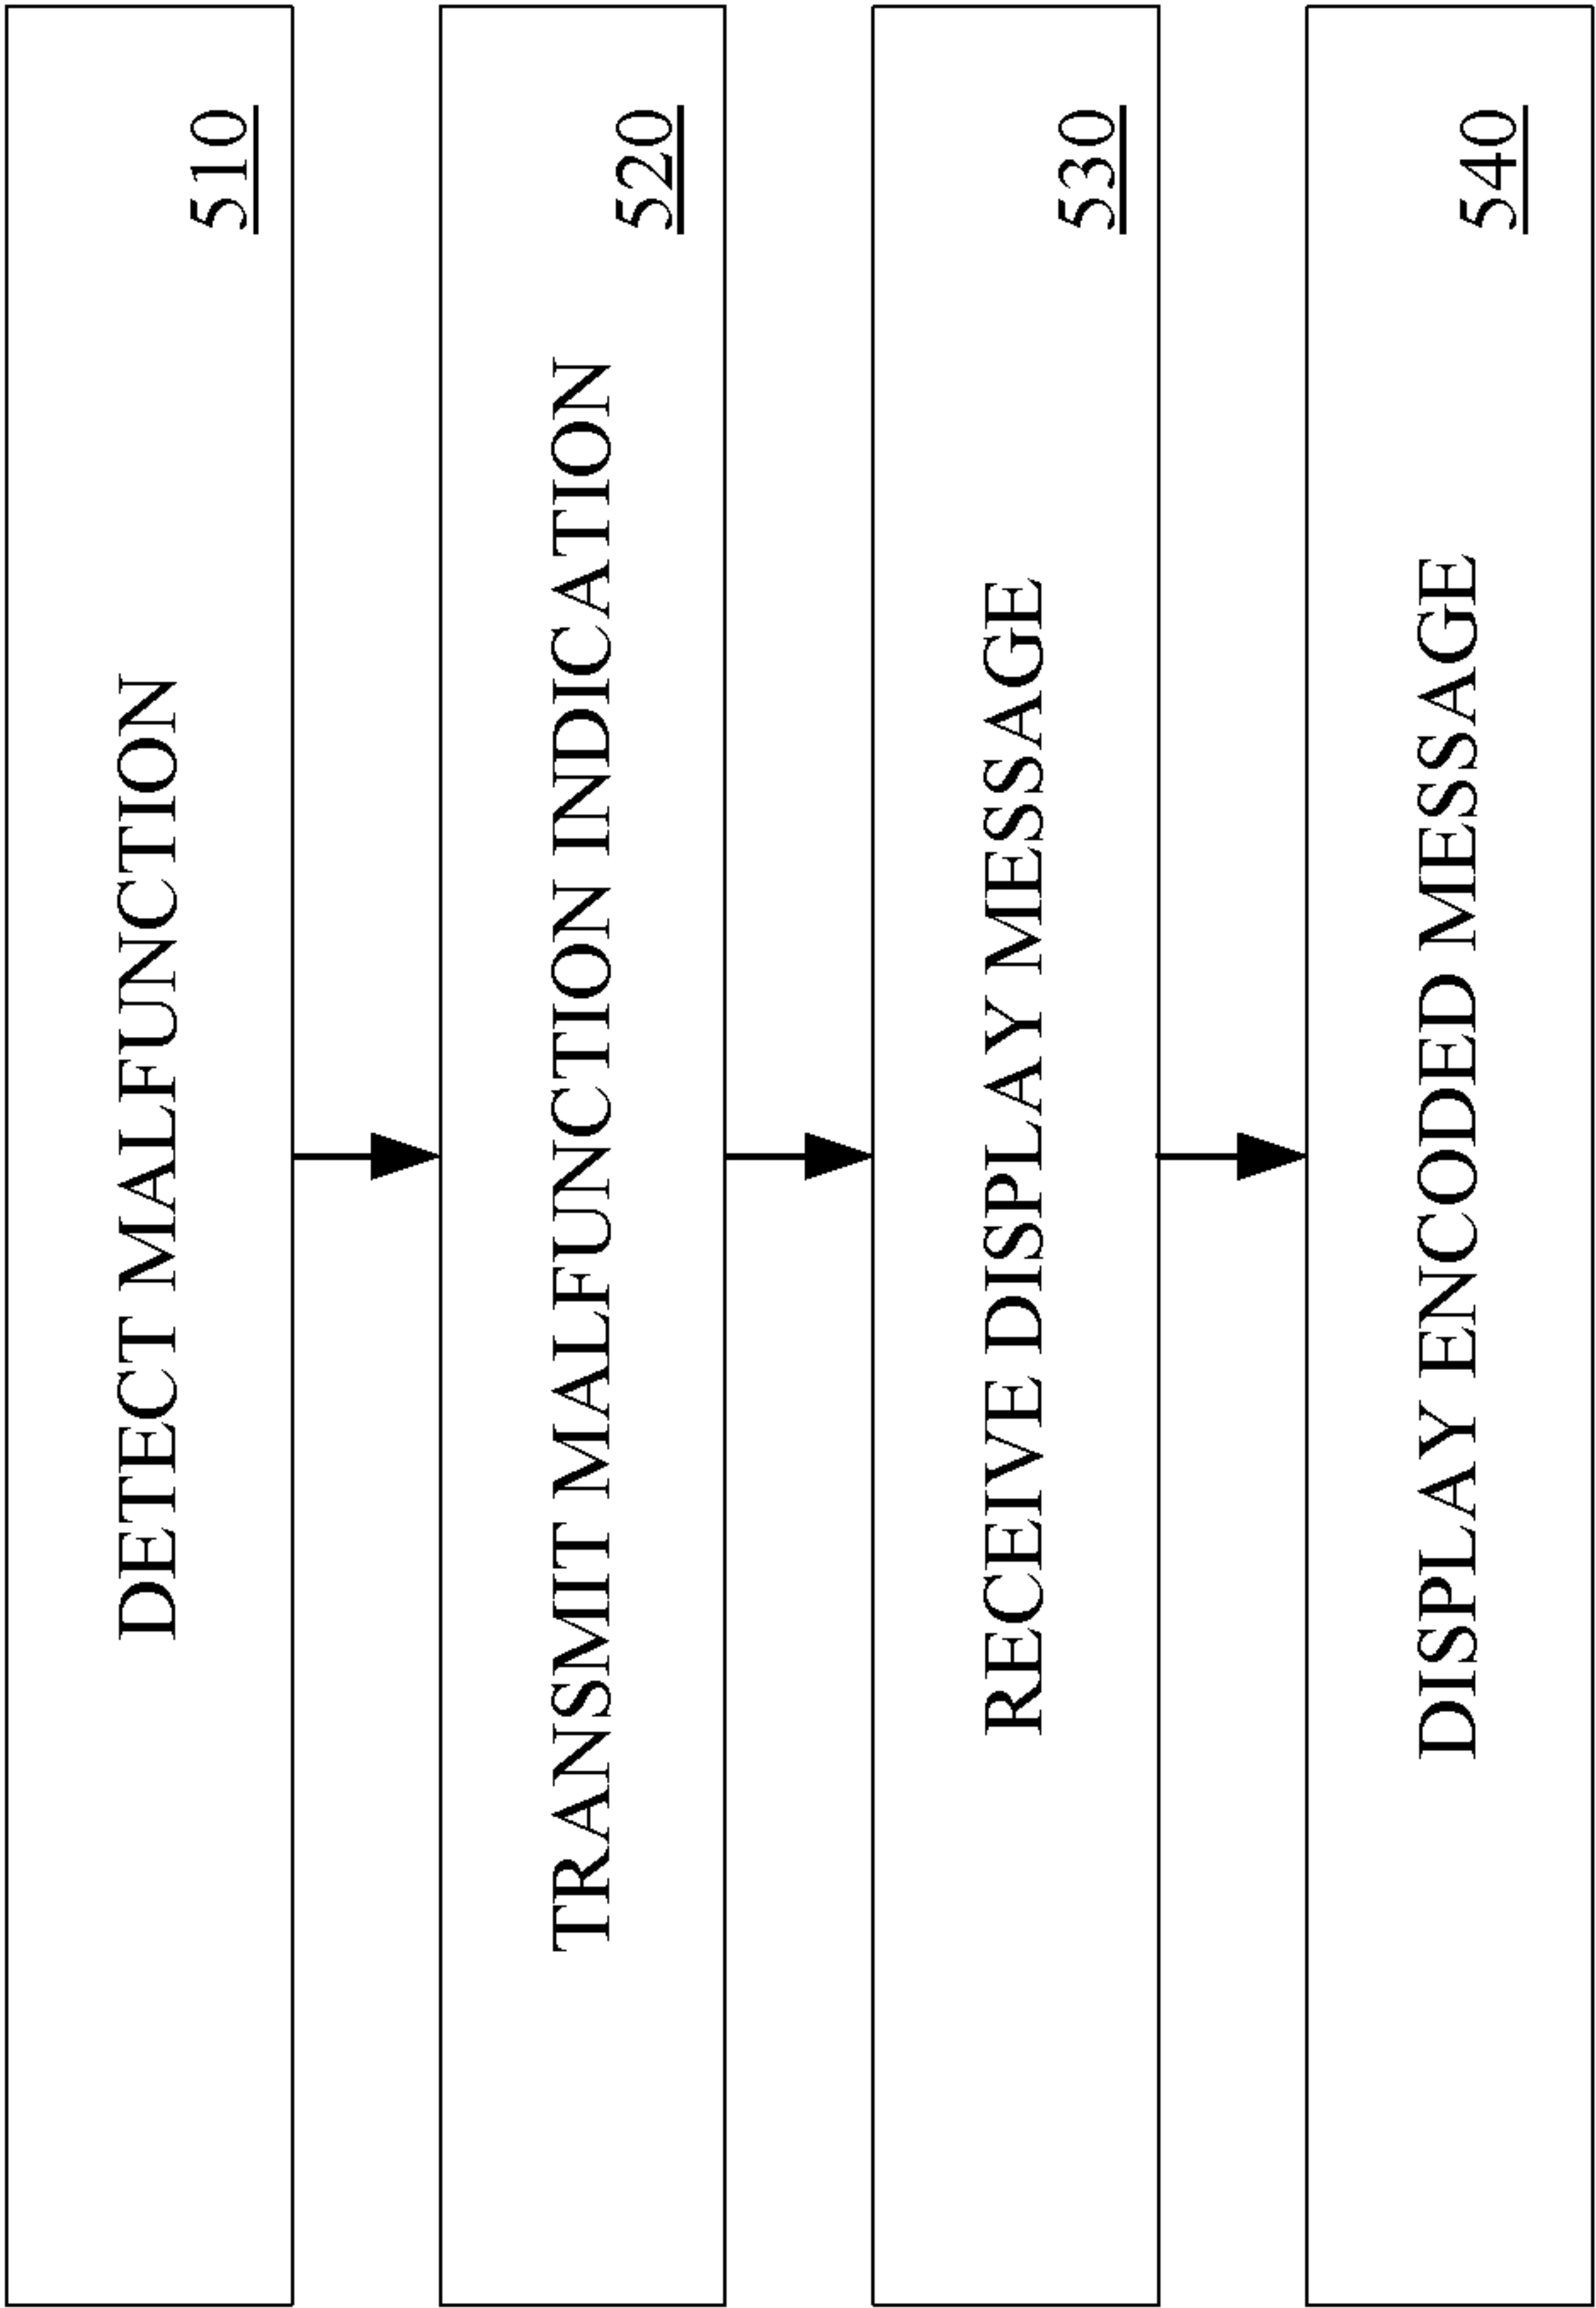 DETECT MALFUNCTION
510
TRANSMIT MALFUNCTION INDICATION
520
RECEIVE DISPLAY MESSAGE
530
DISPLAY ENCODED MESSAGE
540